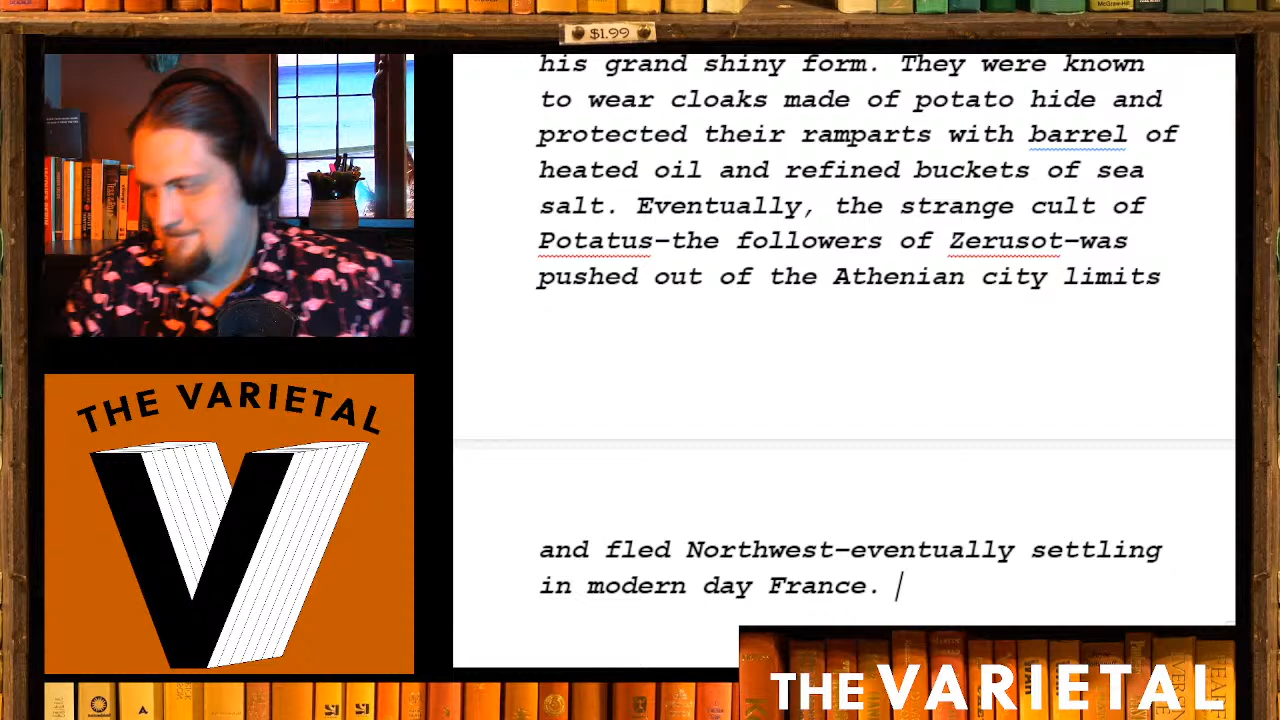 $1.99
McGraw-Hill
his grand shiny form. They were known
to wear cloaks made of potato hide and
protected their ramparts with barrel of
heated oil and refined buckets of sea
salt. Eventually, the strange cult of
Potatus-the followers of Zerusot-was
pushed out of the Athenian city limits
and fled Northwest-eventually settling
in modern day France.
THE VARIETAL
V
THE VARIETAL